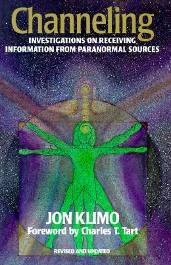 Channeling
INVESTIGATIONS ON RECEIVING
INFORMATION FROM PARANORMAL SOURCES
JON KLIMO
Foreword by Charles T. Tart
REVISED AND UPDATED